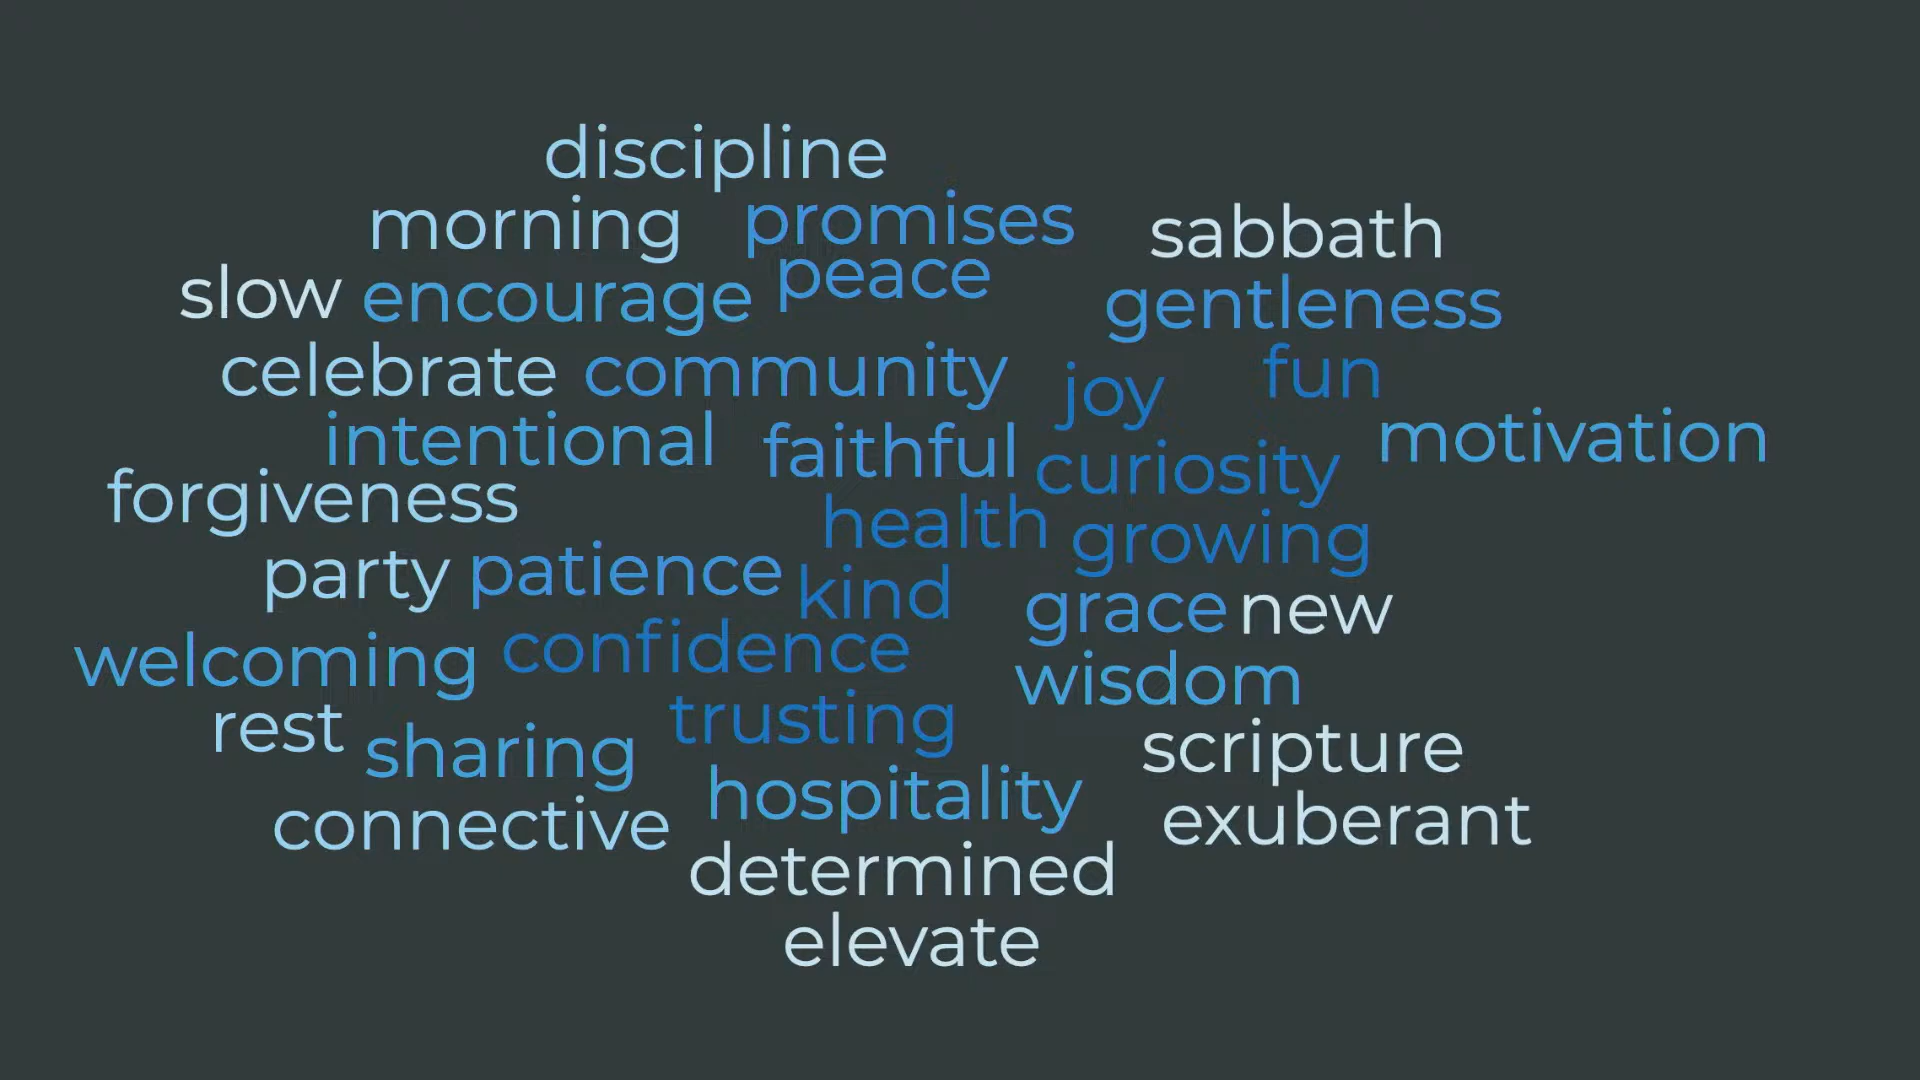 discipline
morning promises sabbath
slow encourage peace gentleness
celebrate community joy fun
intentional faithful curiosity motivation
forgiveness health growing
party patience kind grace new
welcoming confidence wisdom
rest sharing trusting scripture
connective hospitality exuberant
determined
elevate